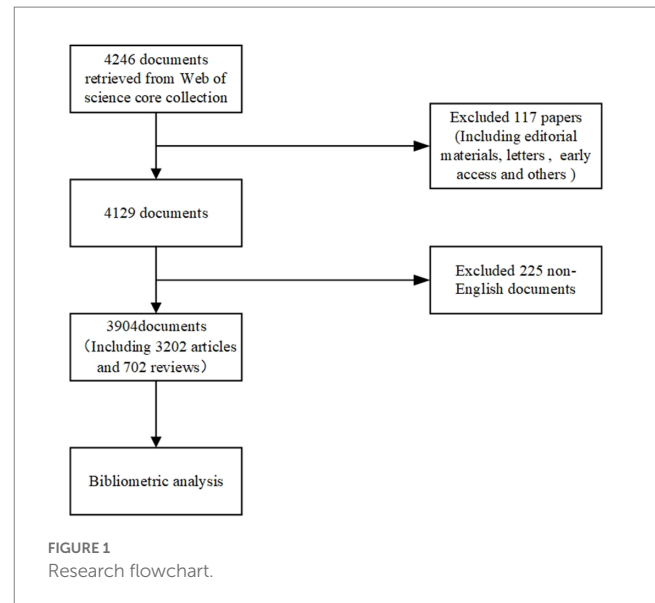 4246 documents
retrieved from Web of
science core collection
Excluded 117 papers
(Including editorial
materials, letters , early
access and others )
4129 documents
Excluded 225 non-
English documents
3904documents
（Including 3202 articles
and 702 reviews）
Bibliometric analysis
FIGURE 1
Research flowchart.